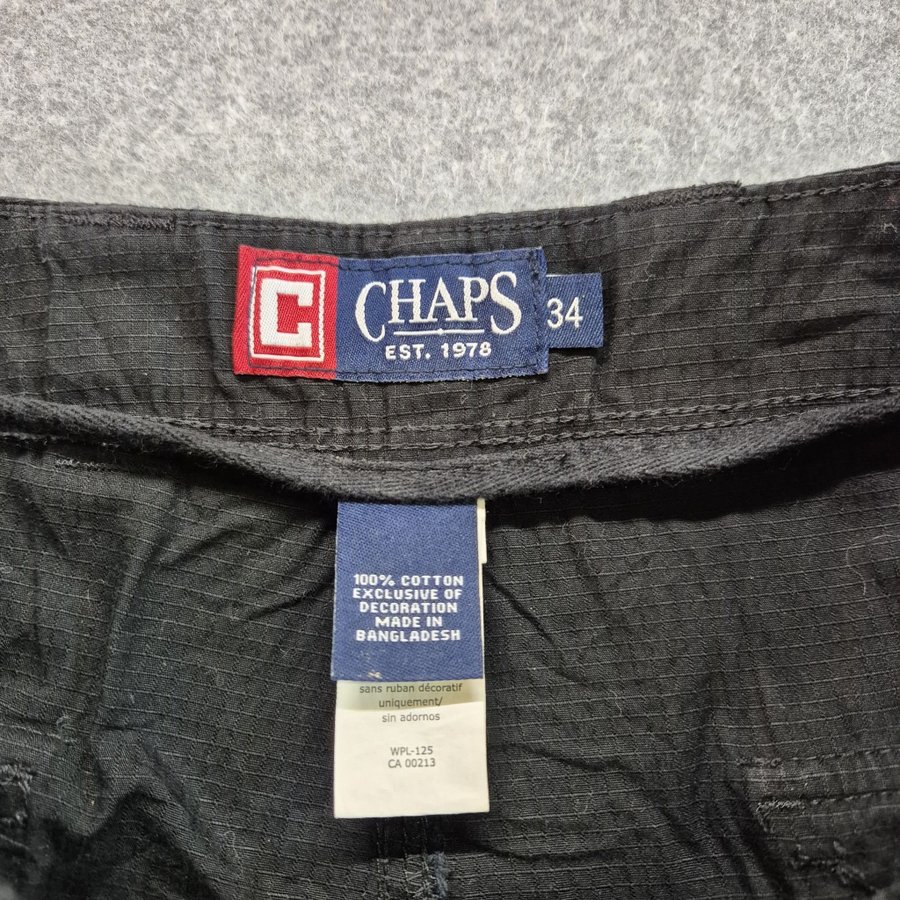 C CHAPS 34
EST. 1978
100% COTTON
EXCLUSIVE OF
DECORATION
MADE IN
BANGLADESH
sans ruban décoratif
uniquement/
sin adornos
WPL-125
CA 00213